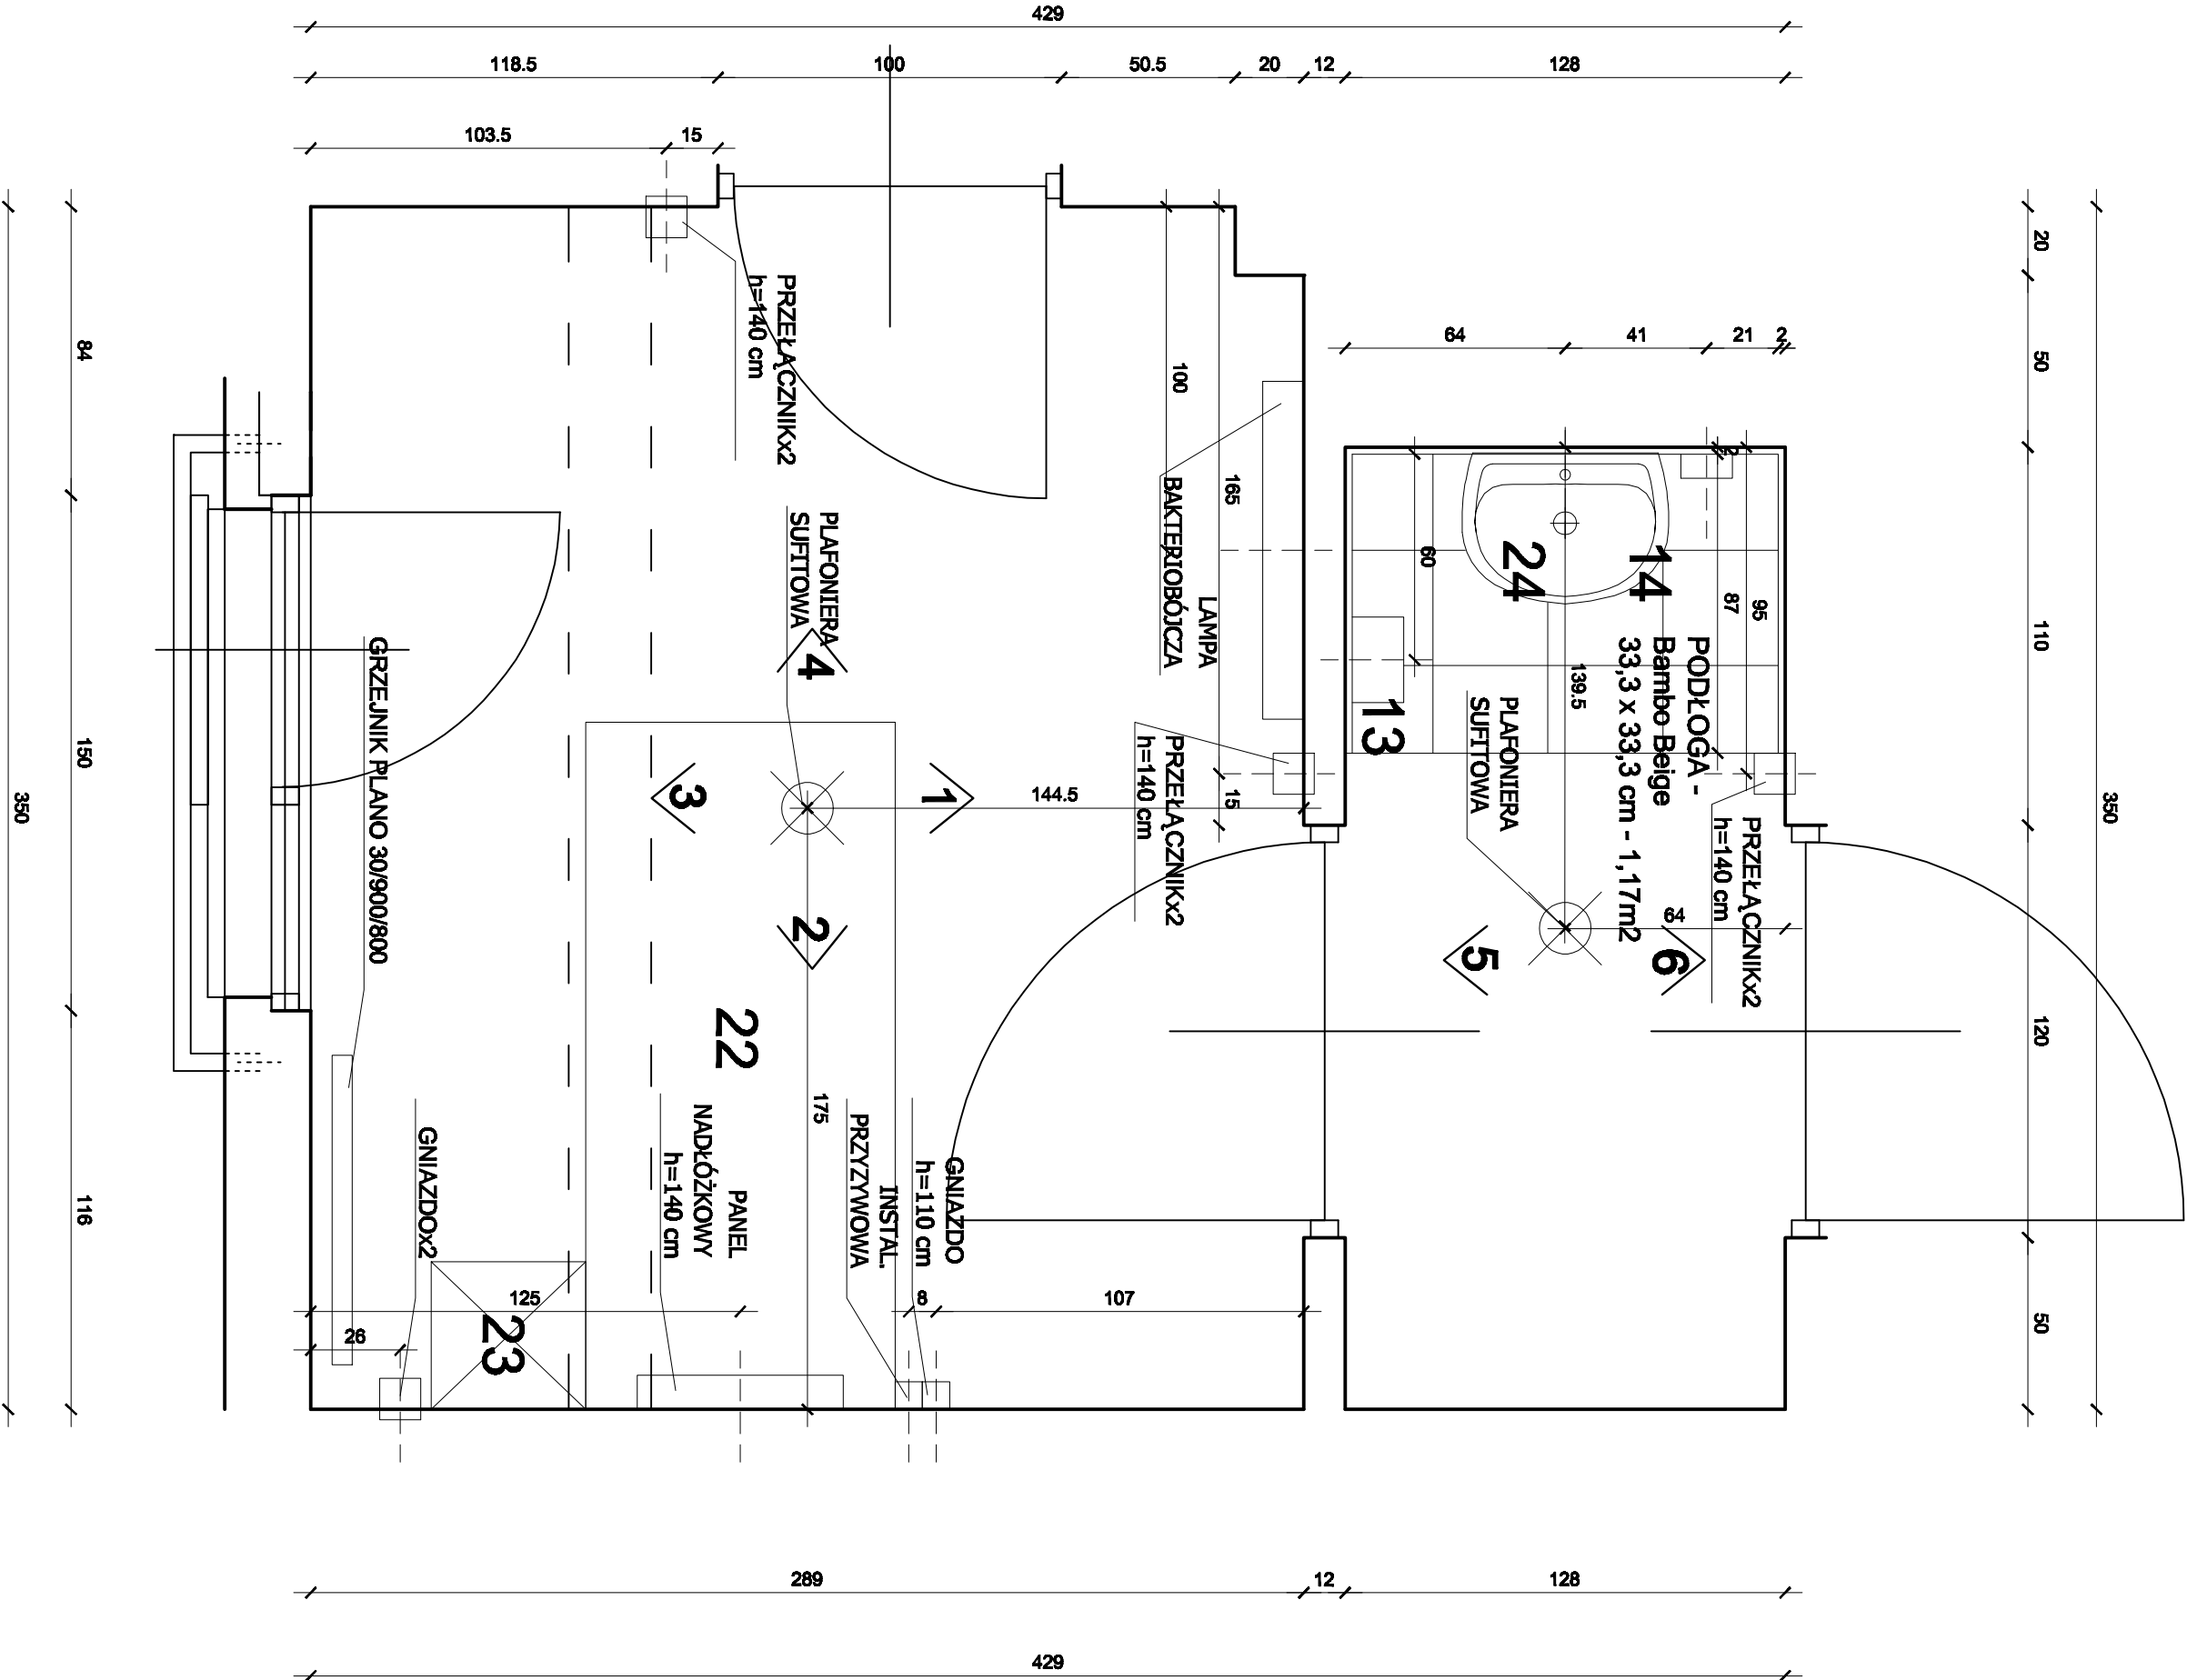 429
118.5
100
50.5
20
12
128
103.5
15
20
50
110
120
50
350
84
150
116
350
64
41
21
2
2
PRZEŁĄCZNIKx2
h=140 cm
100
165
15
LAMPA
BAKTERIOBÓJCZA
PLAFONIERA
SUFITOWA
4
3
1
2
144.5
175
PRZEŁĄCZNIKx2
h=140 cm
24
14
13
60
87
95
139.5
PODŁOGA -
Bambo Beige
33,3 x 33,3 cm - 1,17m2
PLAFONIERA
SUFITOWA
PRZEŁĄCZNIKx2
h=140 cm
64
5
6
GRZEJNIK PLANO 30/900/800
22
GNIAZDOx2
PANEL
NADŁÓŻKOWY
h=140 cm
INSTAL.
PRZYZYWOWA
GNIAZDO
h=110 cm
125
8
107
26
23
289
12
128
429